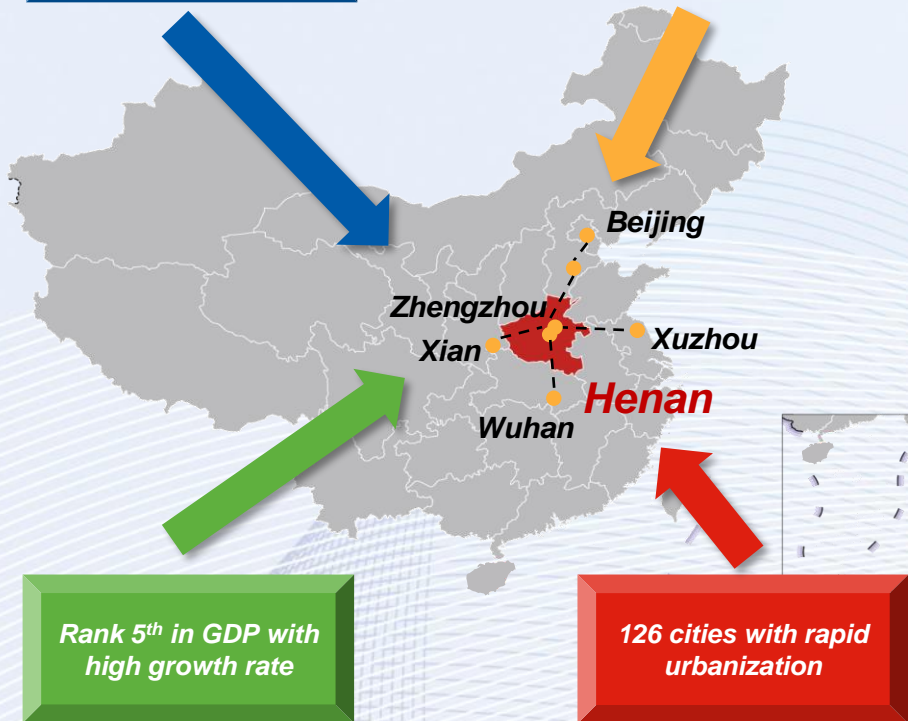 Beijing
Zhengzhou
Xian
Xuzhou
Henan
Wuhan
Rank 5th in GDP with
high growth rate
126 cities with rapid
urbanization